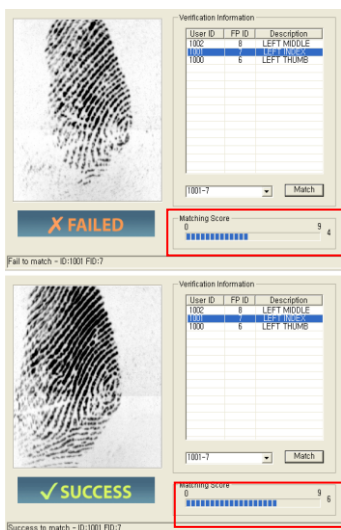 Verification Information
User ID FP ID Description
1002 8 LEFT MIDDLE
1001 7 LEFT INDEX
1000 6 LEFT THUMB
1001-7 Match
X FAILED
Matching Score
0 9 4
Fail to match - ID:1001 FID:7
Verification Information
User ID FP ID Description
1002 8 LEFT MIDDLE
1001 7 LEFT INDEX
1000 6 LEFT THUMB
1001-7 Match
✓ SUCCESS
Matching Score
0 9 6
Success to match - ID:1001 FID:7